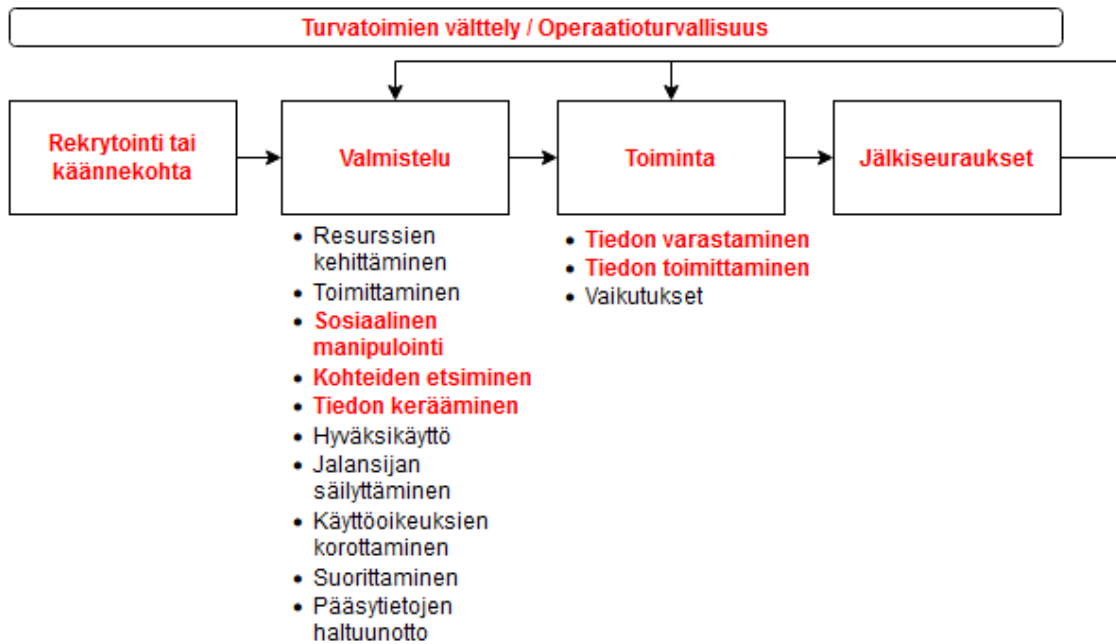 Turvatoimien välttely / Operaatioturvallisuus
Rekrytointi tai
käännekohta
Valmistelu
Toiminta
Jälkiseuraukset
• Resurssien
kehittäminen
• Toimittaminen
• Sosiaalinen
manipulointi
• Kohteiden etsiminen
• Tiedon kerääminen
• Hyväksikäyttö
• Jalansijan
säilyttäminen
• Käyttöoikeuksien
korottaminen
• Suorittaminen
• Pääsytietojen
haltuunotto
• Tiedon varastaminen
• Tiedon toimittaminen
• Vaikutukset